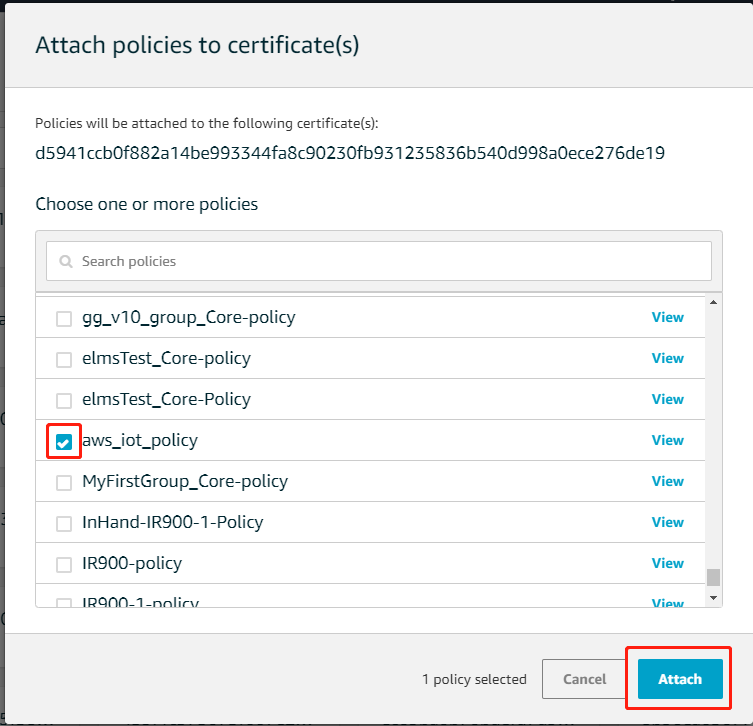 Attach policies to certificate(s)
Policies will be attached to the following certificate(s):
d5941ccb0f882a14be993344fa8c90230fb931235836b540d998a0ece276de19
Choose one or more policies
Search policies
gg_v10_group_Core-policy View
elmsTest_Core-policy View
elmsTest_Core-Policy View
aws_iot_policy View
MyFirstGroup_Core-policy View
InHand-IR900-1-Policy View
IR900-policy View
IR900-1-policy View
1 policy selected Cancel Attach